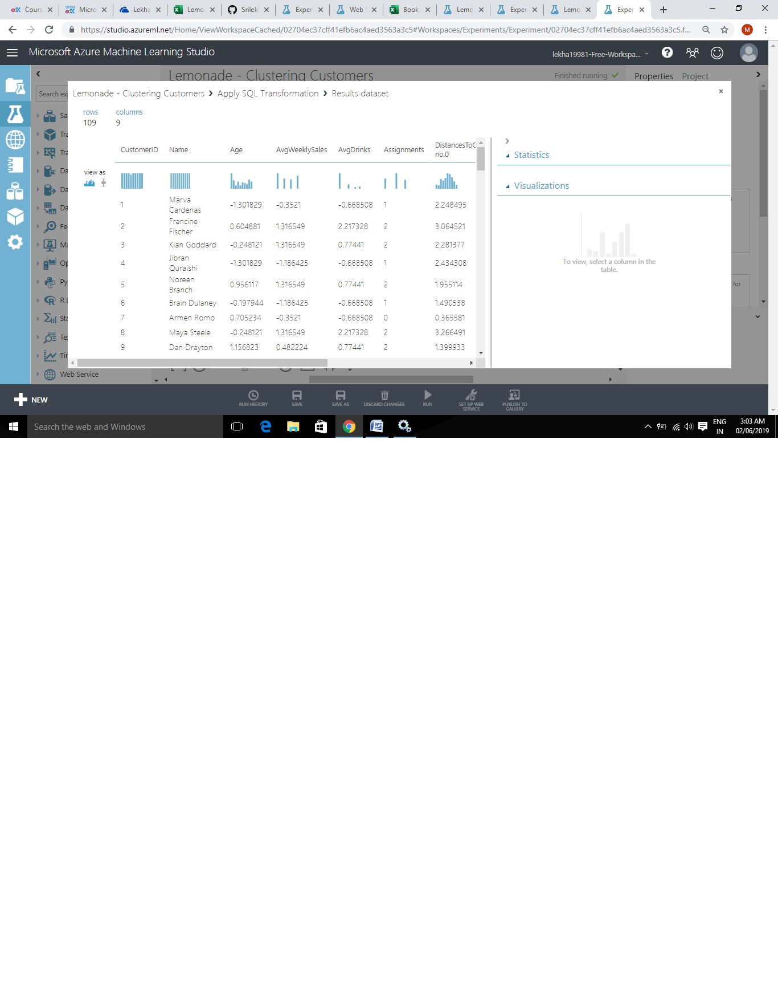 Cours
Micro
Lekha
Lemo
Srilek
Exper
Web
Book.
Lemo
Exper
Lemo
Exper
https://studio.azureml.net/Home/ViewWorkspaceCached/02704ec37cff41efb6ac4aed3563a3c5#Workspaces/Experiments/Experiment/02704ec37cff41efb6ac4aed3563a3c5.f...
M
Microsoft Azure Machine Learning Studio
lekha19981-Free-Workspa...
Lemonade - Clustering Customers
Finished running
Properties Project
Search exp
Lemonade - Clustering Customers > Apply SQL Transformation > Results dataset
rows columns
109 9
CustomerID Name Age AvgWeeklySales AvgDrinks Assignments DistancesToC
no.0
view as
1 Marva Cardenas -1.301829 -0.3521 -0.668508 1 2.248495
2 Francine Fischer 0.604881 1.316549 2.217328 2 3.064521
3 Kian Goddard -0.248121 1.316549 0.77441 2 2.281377
4 Jibran Quraishi -1.301829 -1.186425 -0.668508 1 2.434308
5 Noreen Branch 0.956117 1.316549 0.77441 2 1.955114
6 Brain Dulaney -0.197944 -1.186425 -0.668508 1 1.490538
7 Armen Romo 0.705234 -0.3521 -0.668508 0 0.365581
8 Maya Steele -0.248121 1.316549 2.217328 2 3.266491
9 Dan Drayton 1.156823 0.482224 0.77441 2 1.399933
Statistics
Visualizations
To view, select a column in the
table.
for
Sa
Tra
Tra
Da
Da
Da
Fe
Ma
Op
Py
R L
Sta
Te
Tir
Web Service
NEW
RUN HISTORY
SAVE
SAVE AS
DISCARD CHANGES
RUN
SET UP WEB
SERVICE
PUBLISH TO
GALLERY
Search the web and Windows
ENG
IN
3:03 AM
02/06/2019